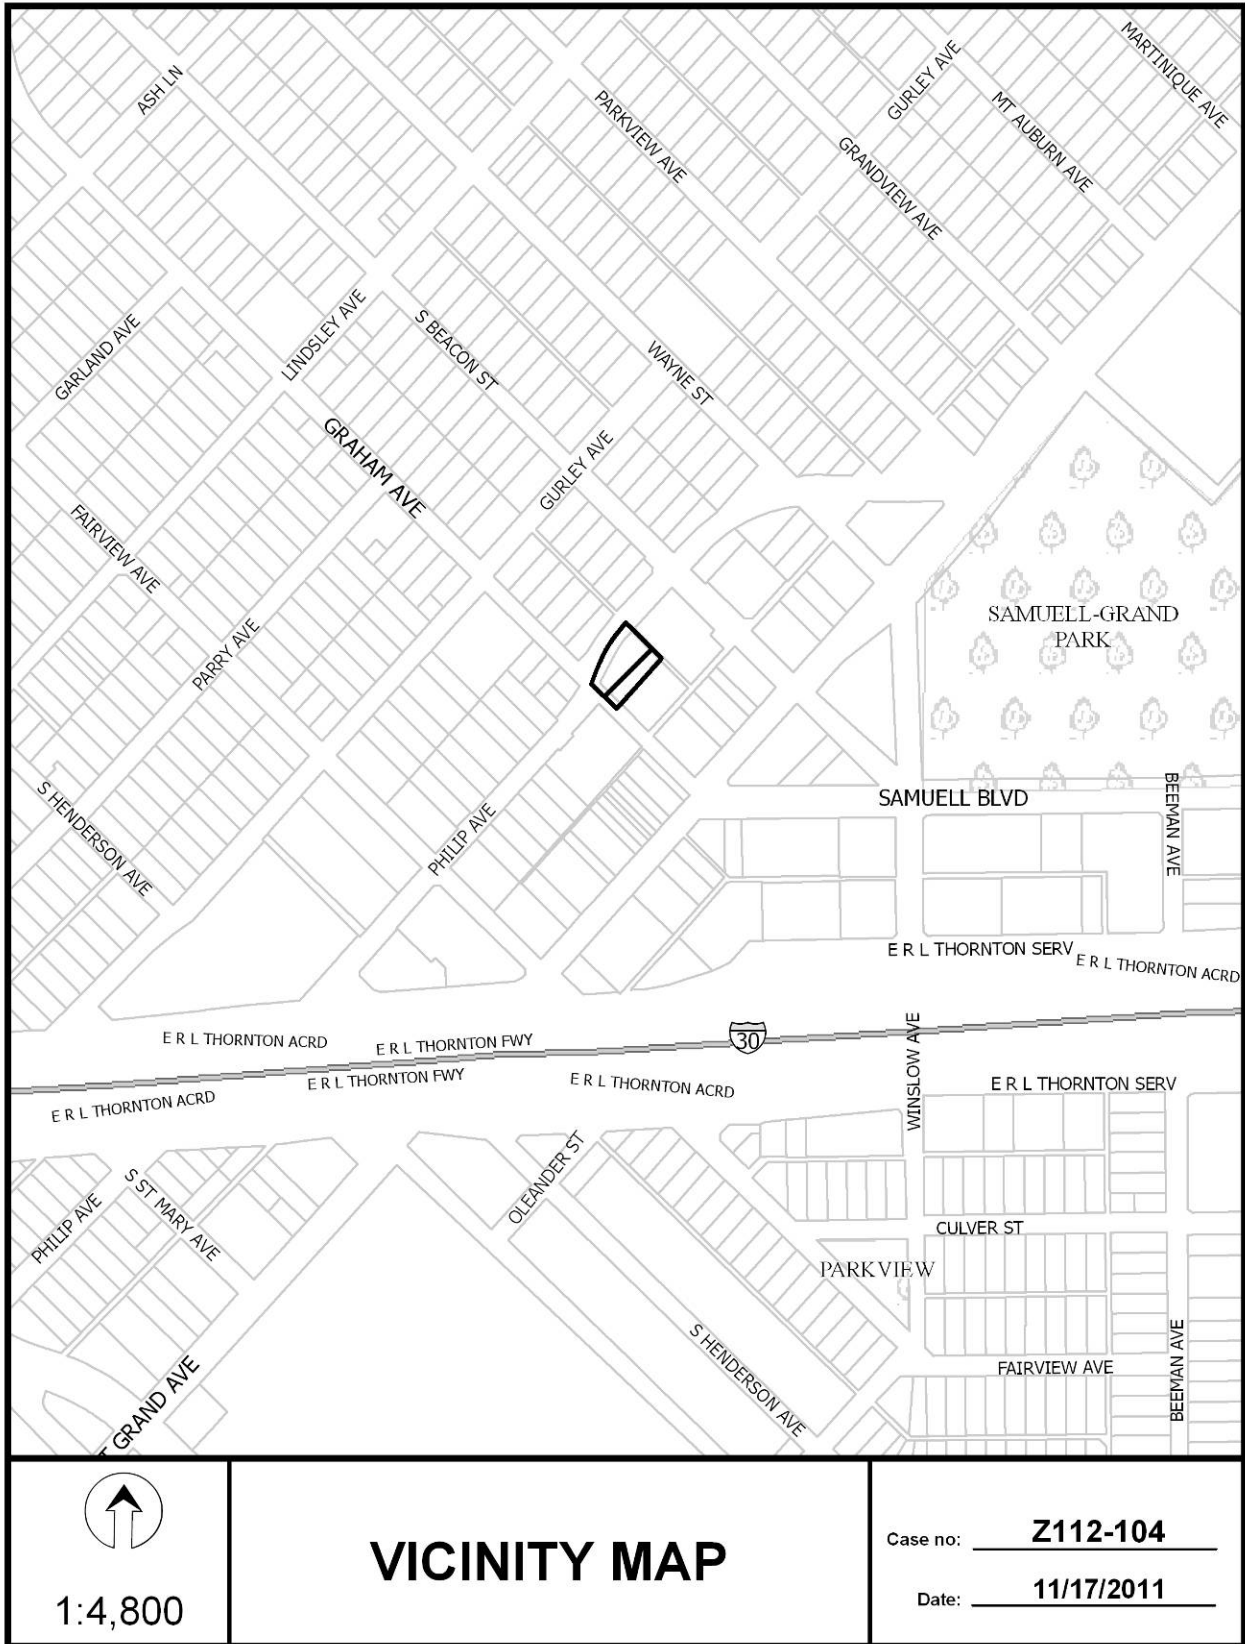 MARTINIQUE AVE
GURLEY AVE
ASH LN
PARKVIEW AVE
MT AUBURN AVE
GRANDVIEW AVE
LINDSLEY AVE
S BEACON ST
GARLAND AVE
WAYNE ST
GRAHAM AVE
GURLEY AVE
FAIRVIEW AVE
SAMUELL-GRAND
PARK
PARRY AVE
S HENDERSON AVE
SAMUELL BLVD
BEEMAN AVE
PHILIP AVE
E R L THORNTON SERV
E R L THORNTON ACRD
E R L THORNTON ACRD
E R L THORNTON FWY
30
WINSLOW AVE
E R L THORNTON FWY
E R L THORNTON ACRD
E R L THORNTON SERV
E R L THORNTON ACRD
OLEANDER ST
S ST MARY AVE
PHILIP AVE
CULVER ST
PARKVIEW
S HENDERSON AVE
FAIRVIEW AVE
BEEMAN AVE
T GRAND AVE
1:4,800
VICINITY MAP
Case no: Z112-104
Date: 11/17/2011